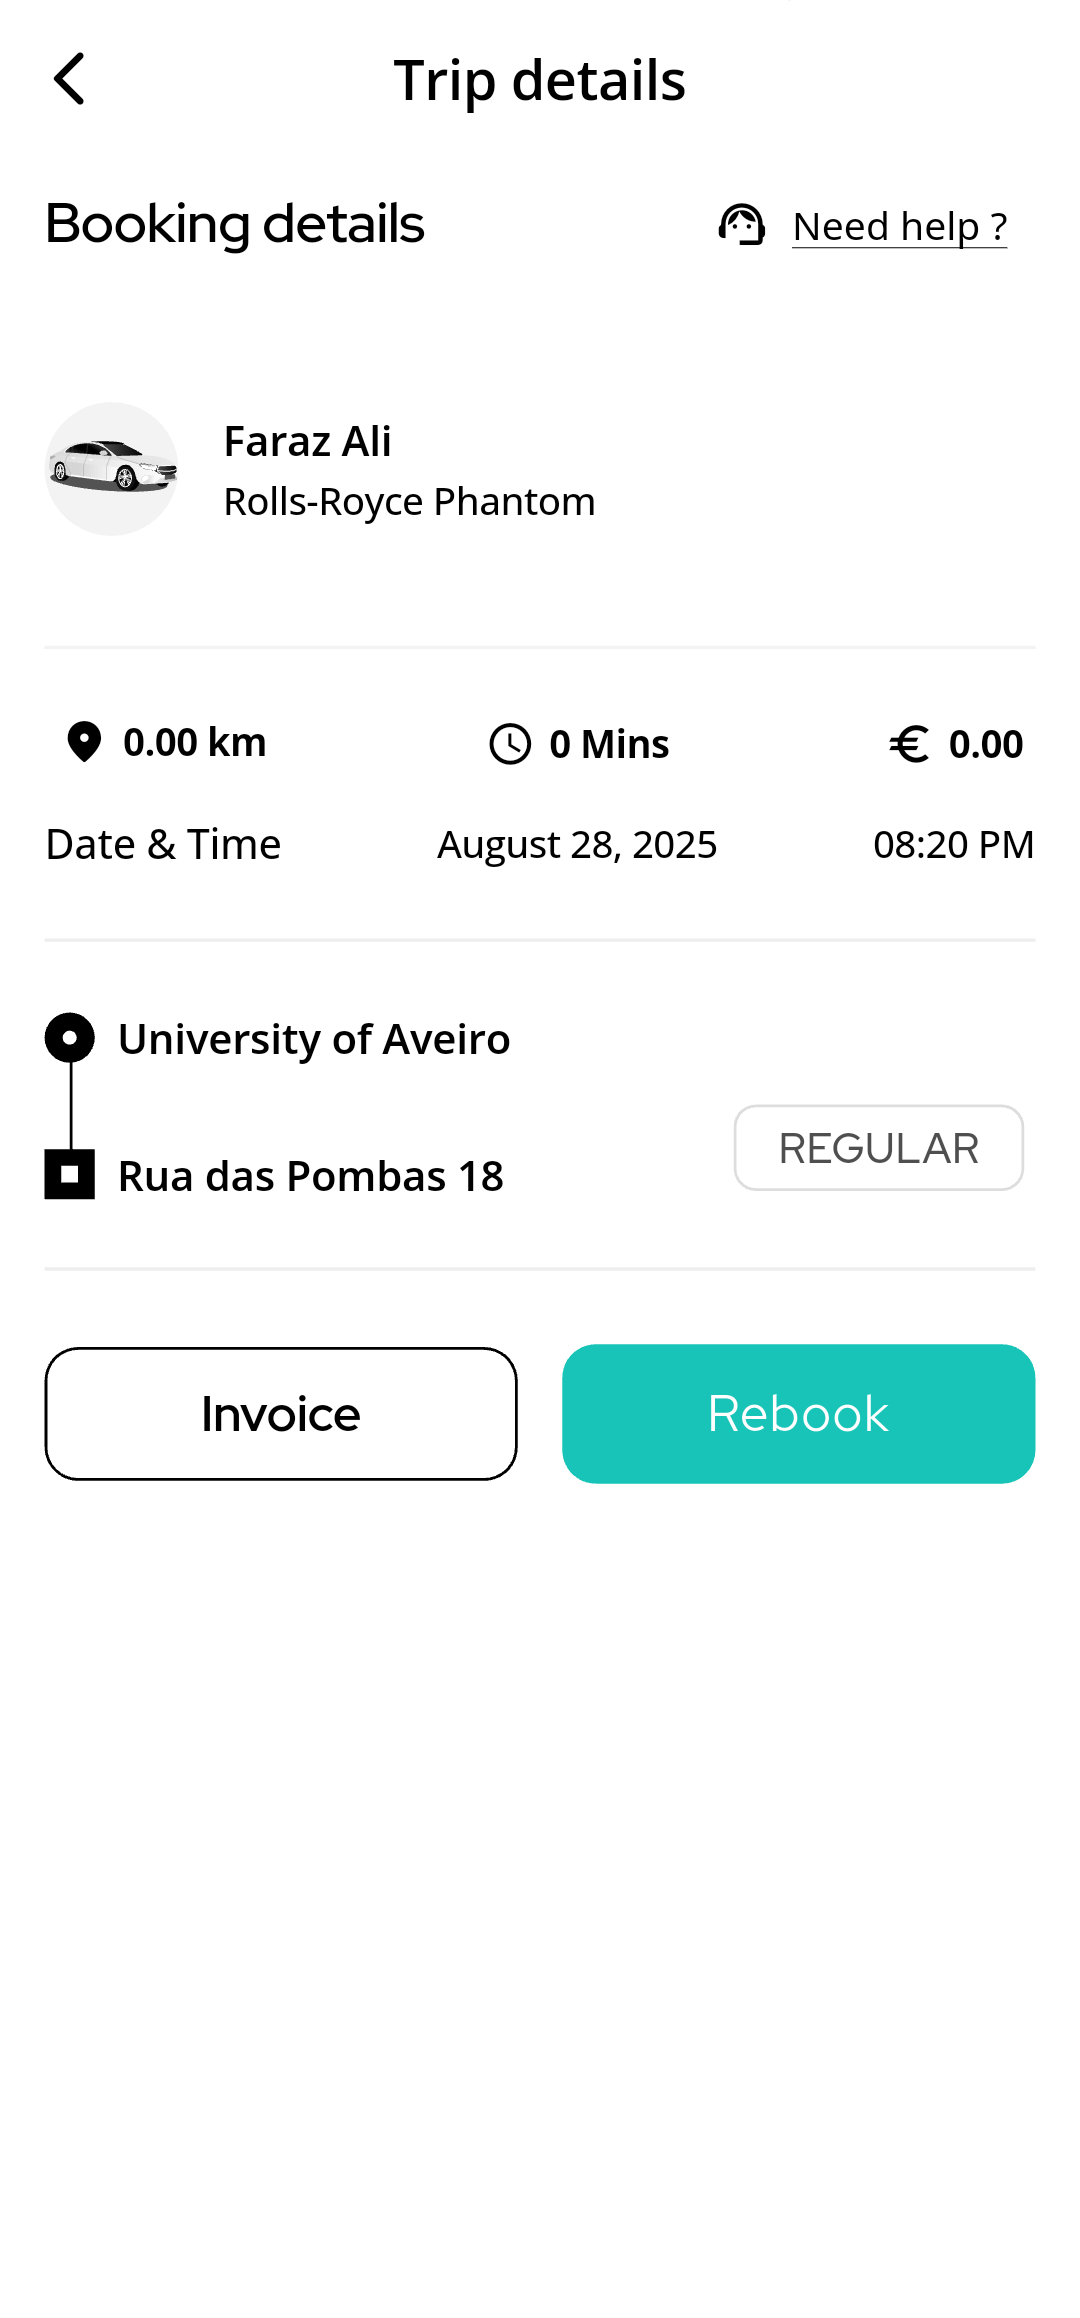 Trip details
Booking details
Need help ?
Faraz Ali
Rolls-Royce Phantom
0.00 km
0 Mins
€ 0.00
Date & Time
August 28, 2025
08:20 PM
University of Aveiro
REGULAR
Rua das Pombas 18
Invoice
Rebook